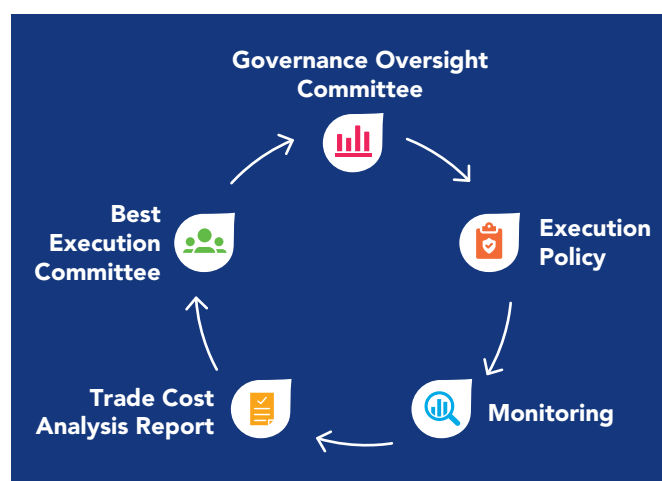 Governance Oversight
Committee
Execution
Policy
Monitoring
Trade Cost
Analysis Report
Best
Execution
Committee